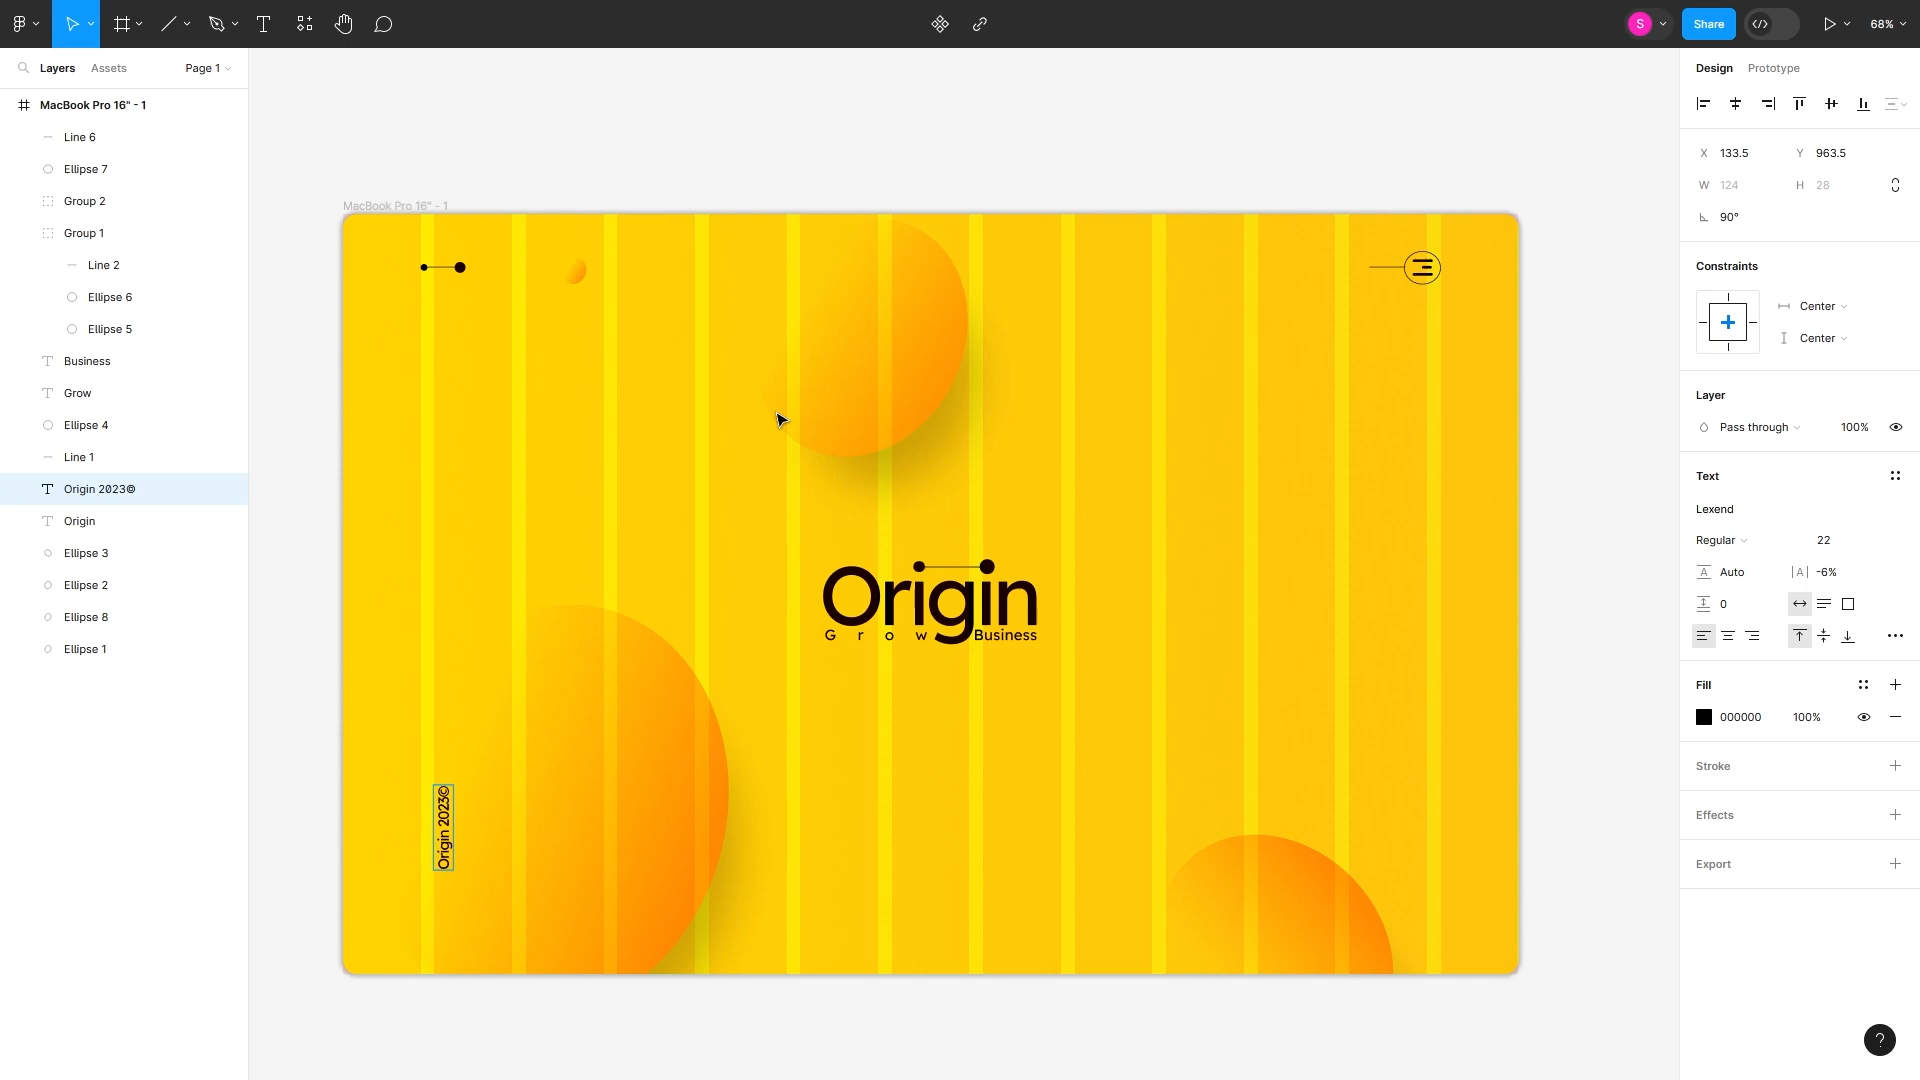 S
Share
68%
Layers
Assets
Page 1
MacBook Pro 16" - 1
Line 6
Ellipse 7
Group 2
Group 1
Line 2
Ellipse 6
Ellipse 5
Business
Grow
Ellipse 4
Line 1
Origin 2023©
Origin
Ellipse 3
Ellipse 2
Ellipse 8
Ellipse 1
MacBook Pro 16" - 1
Origin
Grow Business
Origin 2023©
Design
Prototype
X 133.5 Y 963.5
W 124 H 28
90°
Constraints
Center
Center
Layer
Pass through 100%
Text
Lexend
Regular 22
A Auto |A| -6%
0
Fill
000000 100%
Stroke
Effects
Export
?